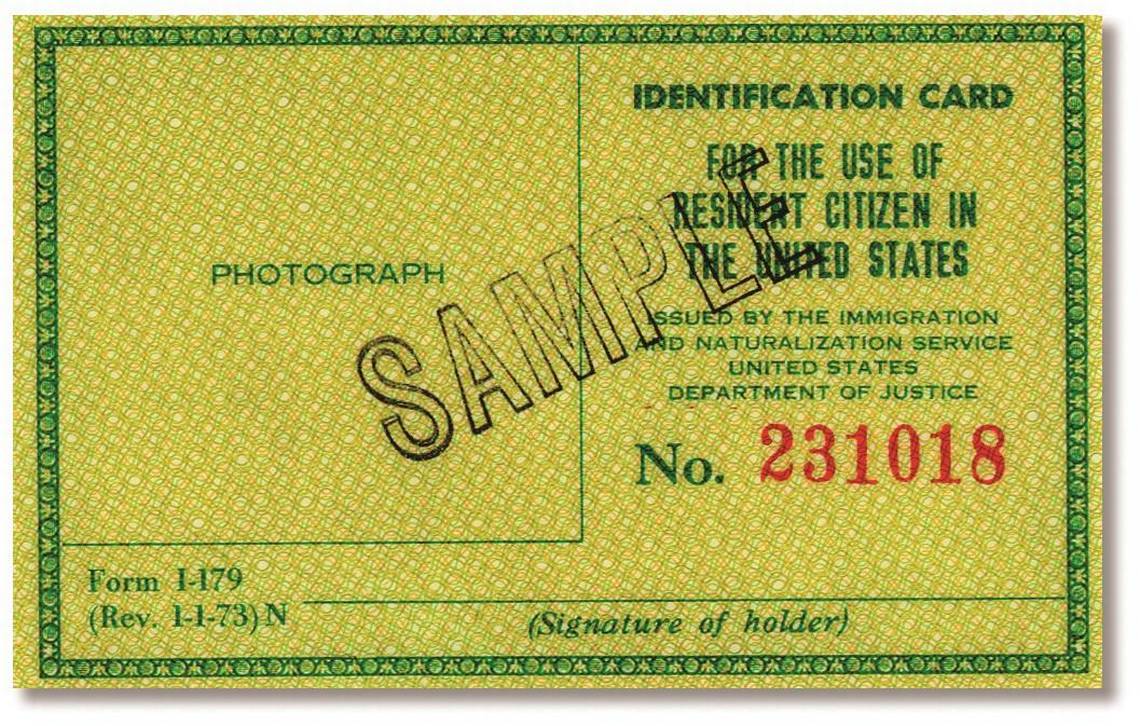 IDENTIFICATION CARD
FOR THE USE OF
RESIDENT CITIZEN IN
THE UNITED STATES
PHOTOGRAPH
SAMPLE
ISSUED BY THE IMMIGRATION
AND NATURALIZATION SERVICE
UNITED STATES
DEPARTMENT OF JUSTICE
No. 231018
Form I-179
(Rev. 1-1-73) N
(Signature of holder)